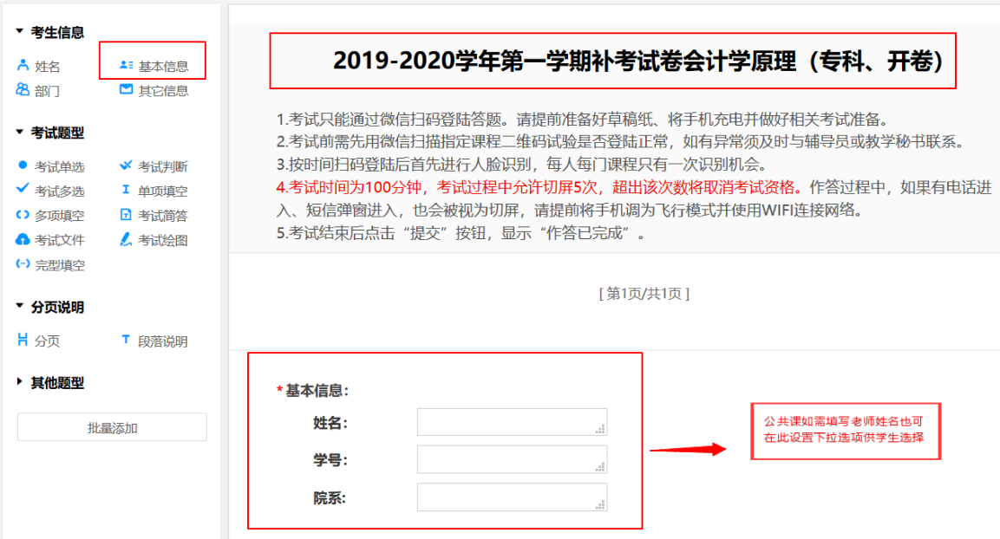 考生信息
姓名
基本信息
部门
其它信息
考试题型
考试单选
考试判断
考试多选
单项填空
多项填空
考试简答
考试文件
考试绘图
完型填空
分页说明
分页
段落说明
其他题型
批量添加
2019-2020学年第一学期补考试卷会计学原理（专科、开卷）
1.考试只能通过微信扫码登陆答题。请提前准备好草稿纸、将手机充电并做好相关考试准备。
2.考试前需先用微信扫描指定课程二维码试验是否登陆正常，如有异常须及时与辅导员或教学秘书联系。
3.按时间扫码登陆后首先进行人脸识别，每人每门课程只有一次识别机会。
4.考试时间为100分钟，考试过程中允许切屏5次，超出该次数将取消考试资格。作答过程中，如果有电话进
入、短信弹窗进入，也会被视为切屏，请提前将手机调为飞行模式并使用WIFI连接网络。
5.考试结束后点击“提交”按钮，显示“作答已完成”。
[ 第1页/共1页 ]
*基本信息：
姓名：
学号：
院系:
公共课如需填写老师姓名也可
在此设置下拉选项供学生选择